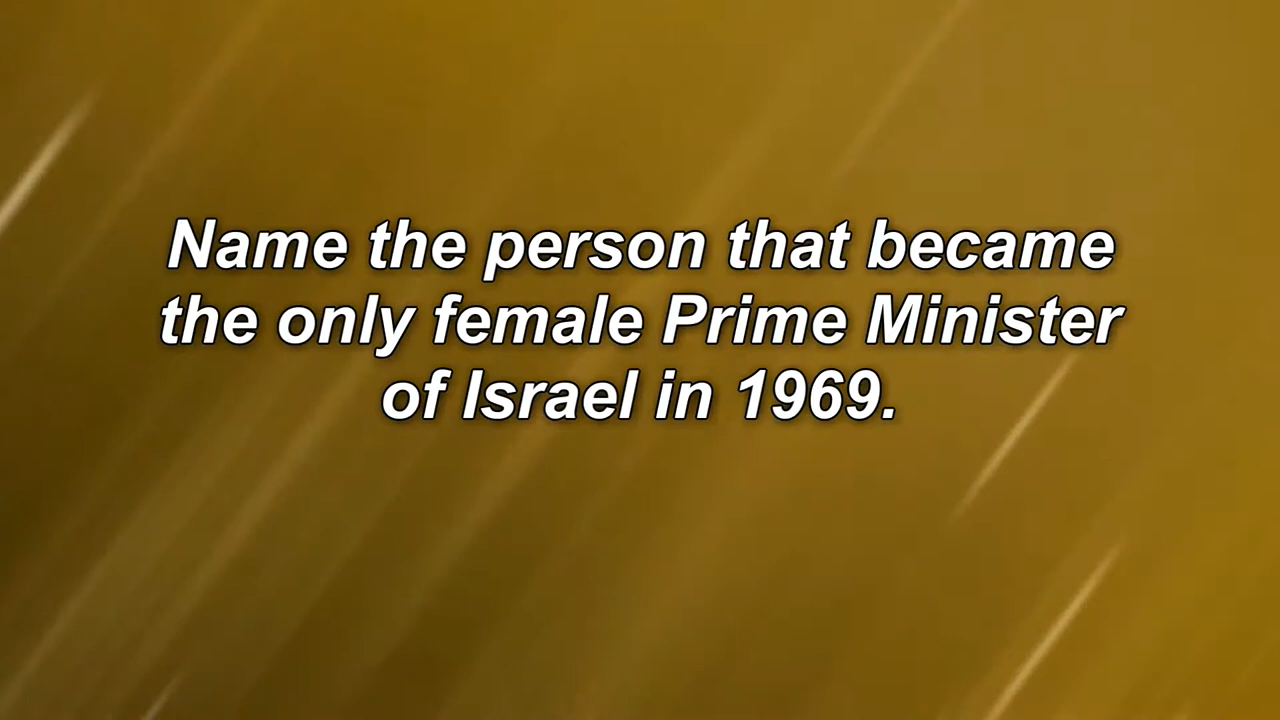 Name the person that became
the only female Prime Minister
of Israel in 1969.